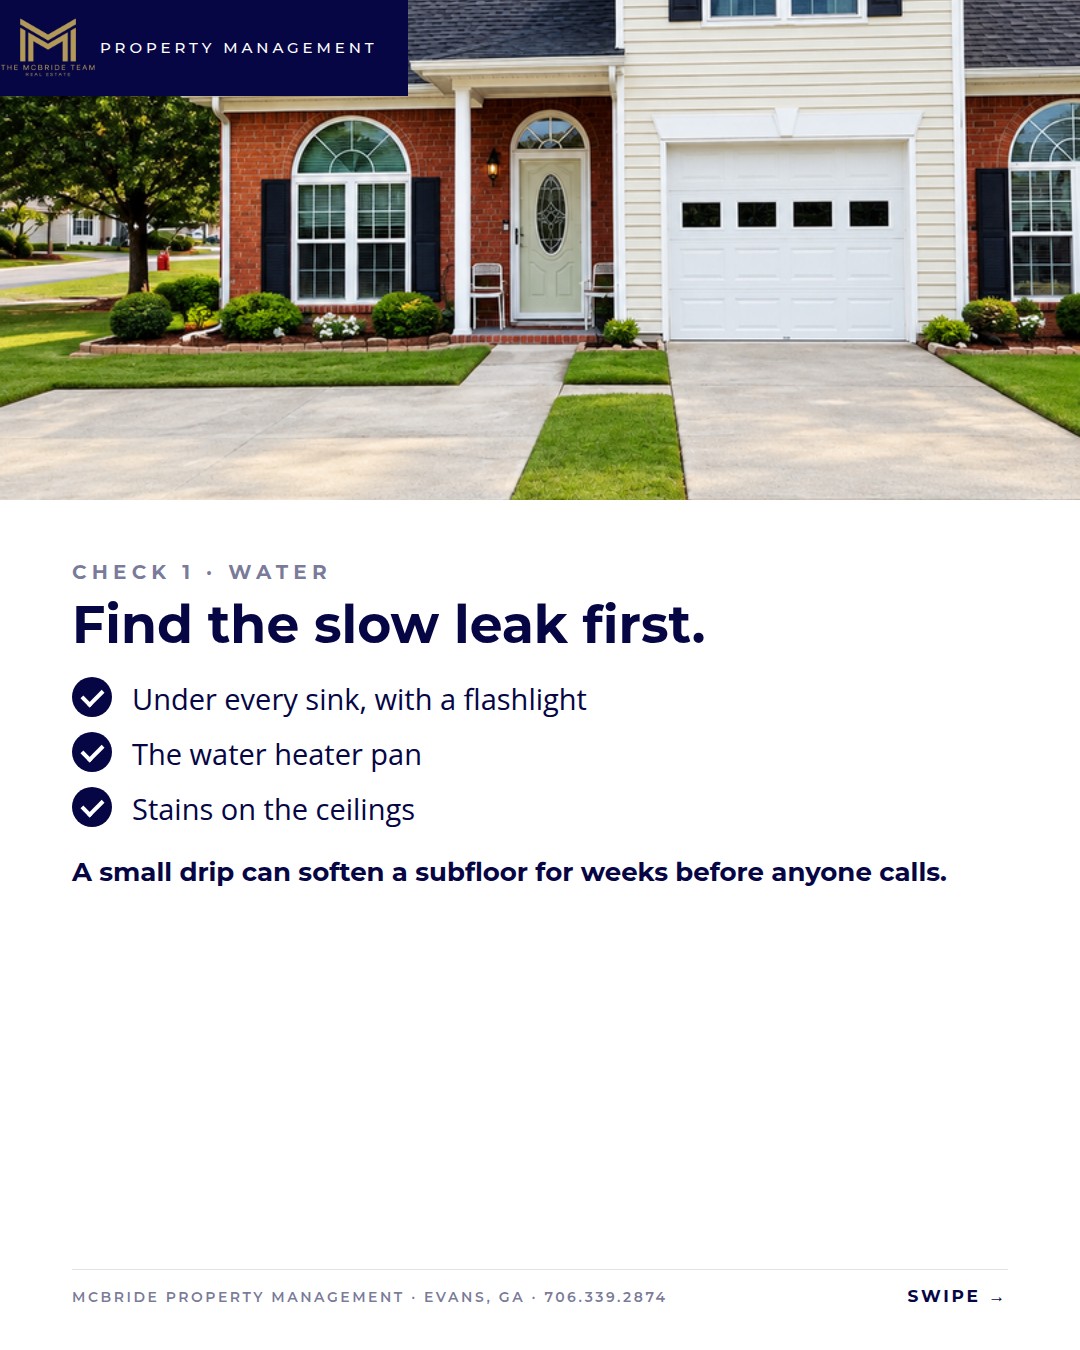 THE MCBRIDE TEAM
REAL ESTATE
PROPERTY MANAGEMENT
CHECK 1 · WATER
Find the slow leak first.
Under every sink, with a flashlight
The water heater pan
Stains on the ceilings
A small drip can soften a subfloor for weeks before anyone calls.
MCBRIDE PROPERTY MANAGEMENT · EVANS, GA · 706.339.2874
SWIPE →